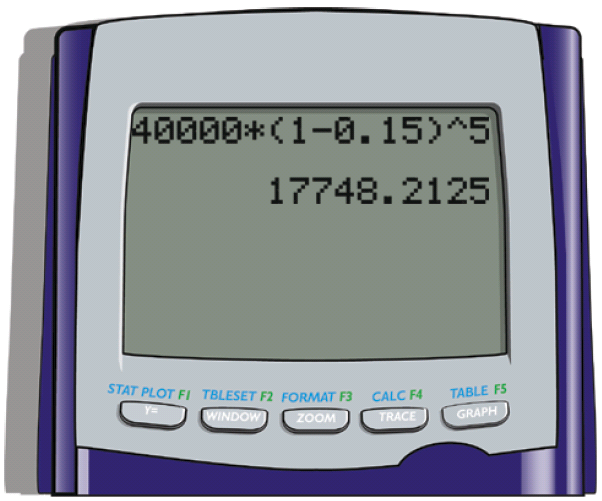 40000*(1-0.15)^5
17748.2125
STAT PLOT F1 TBLSET F2 FORMAT F3 CALC F4 TABLE F5
Y= WINDOW ZOOM TRACE GRAPH